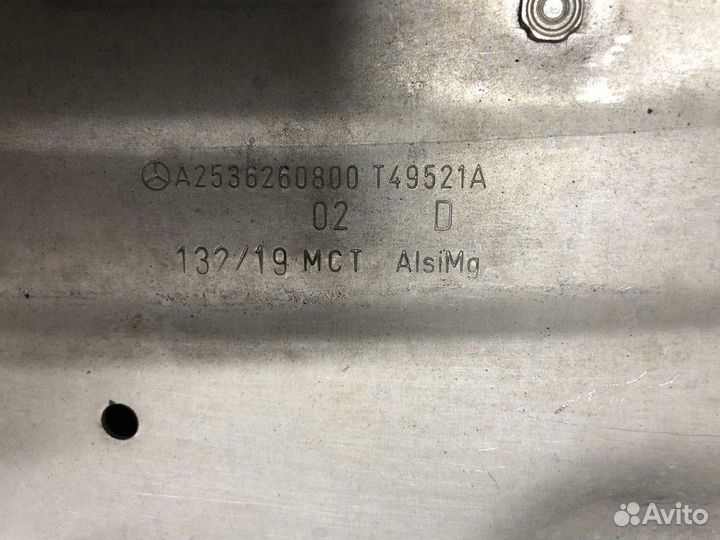 A2536260800 T49521A
02 D
132/19 MCT AlsiMg
Avito